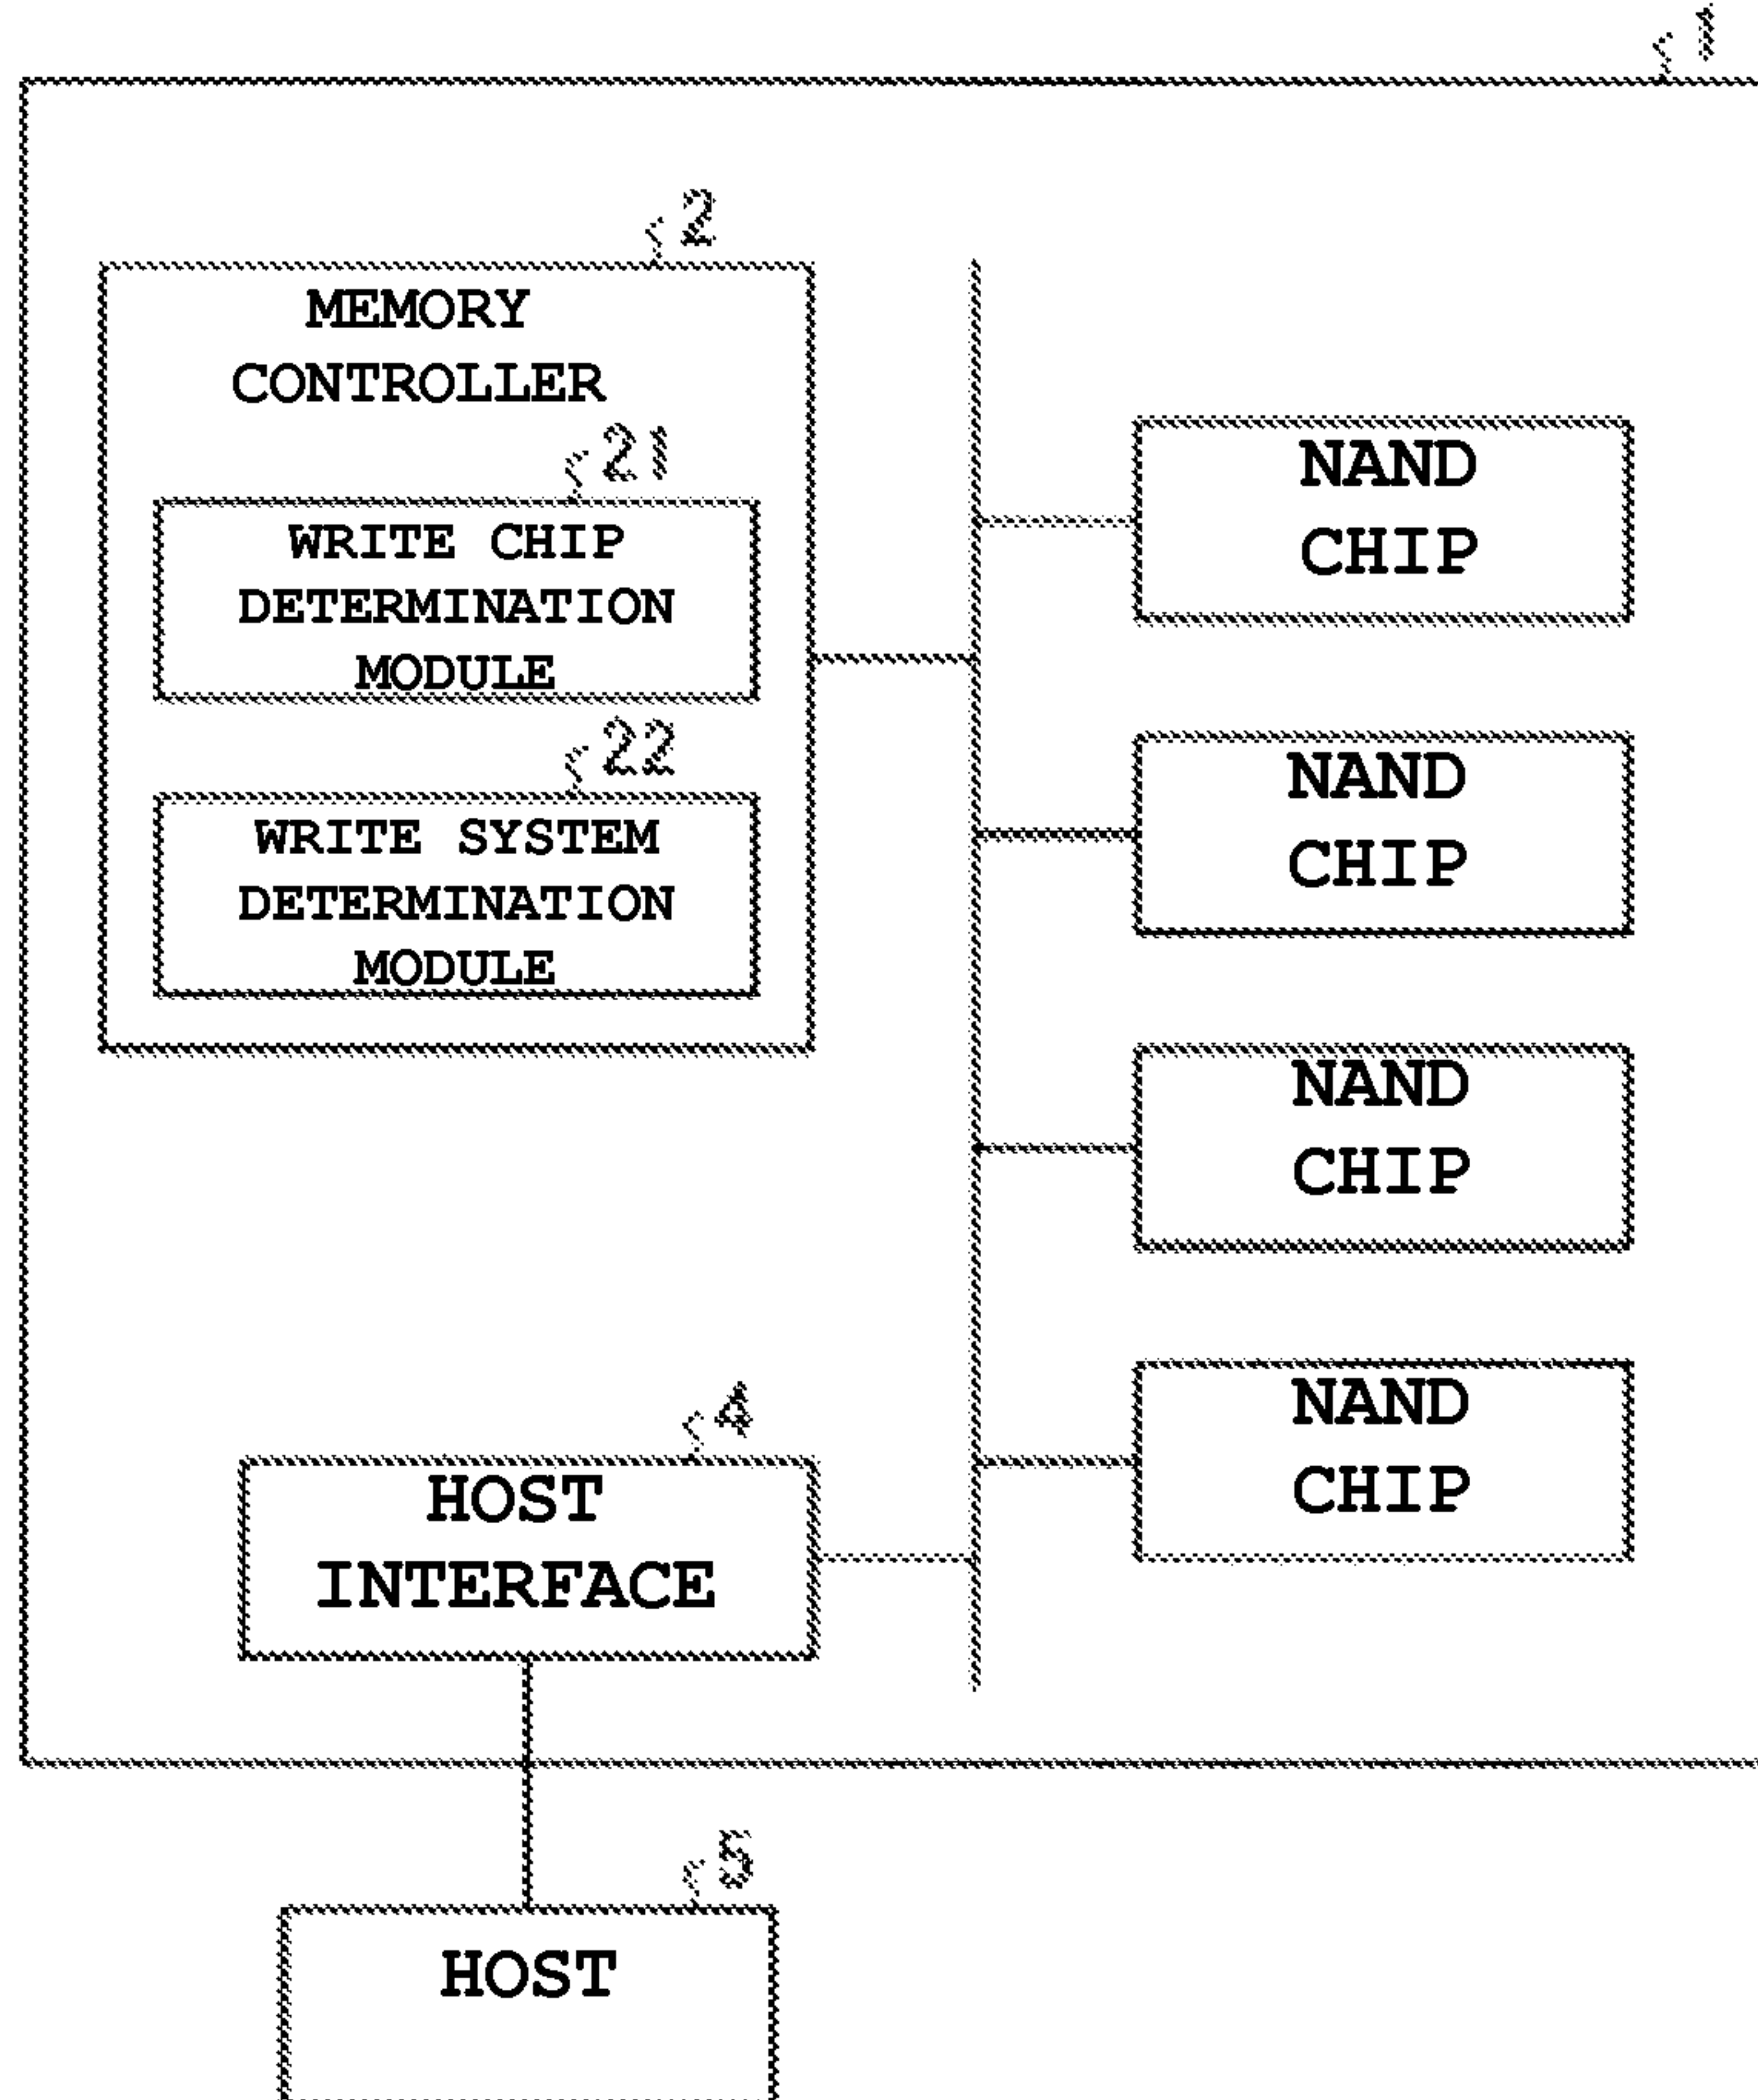 1
2
MEMORY
CONTROLLER
21
WRITE CHIP
DETERMINATION
MODULE
22
WRITE SYSTEM
DETERMINATION
MODULE
NAND
CHIP
NAND
CHIP
NAND
CHIP
NAND
CHIP
4
HOST
INTERFACE
5
HOST